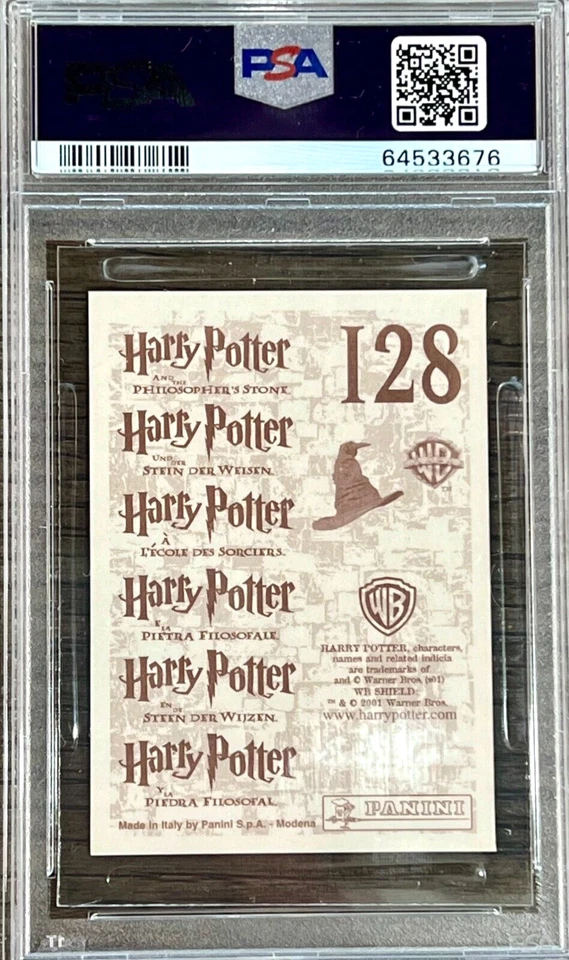 PSA
64533676
Harry Potter
AND THE
PHILOSOPHER'S STONE
128
Harry Potter
UND DER
STEIN DER WEISEN
Harry Potter
À
L'ÉCOLE DES SORCIERS
WB
Harry Potter
E LA
PIETRA FILOSOFALE
WB
HARRY POTTER, characters,
names and related indicia
are trademarks of
and © Warner Bros. (s01)
WB SHIELD:
™ & © 2001 Warner Bros.
www.harrypotter.com
Harry Potter
EN DE
STEEN DER WIJZEN
Harry Potter
Y LA
PIEDRA FILOSOFAL
PANINI
Made in Italy by Panini S.p.A. - Modena